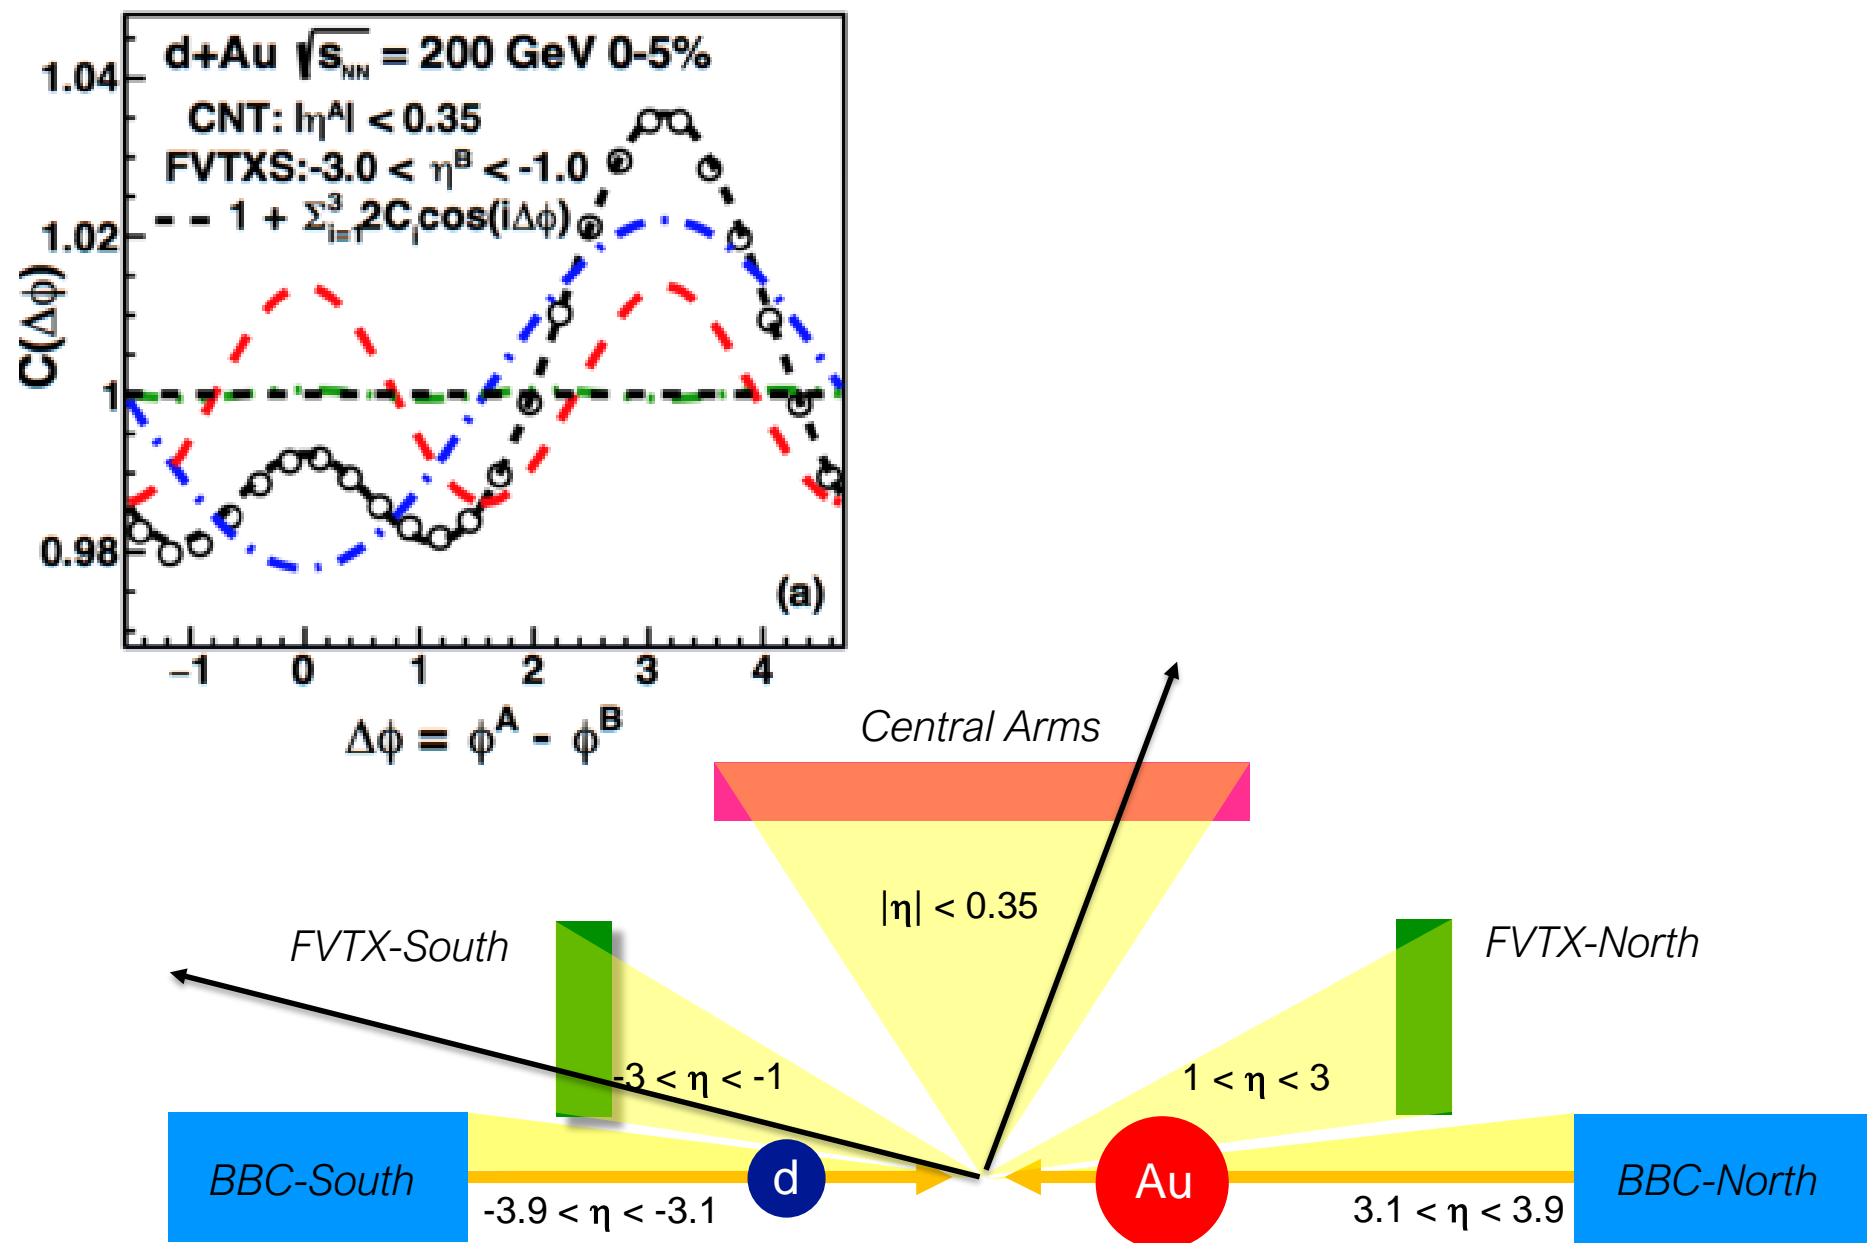 d+Au √s_NN = 200 GeV 0-5%
CNT: |η^A| < 0.35
FVTXS:-3.0 < η^B < -1.0
1 + Σ^3_i=1 2C_i cos(iΔϕ)
1.04
1.02
1
0.98
C(Δϕ)
(a)
−1 0 1 2 3 4
Δϕ = ϕ^A - ϕ^B
Central Arms
|η| < 0.35
FVTX-South
FVTX-North
-3 < η < -1
1 < η < 3
BBC-South
d
Au
BBC-North
-3.9 < η < -3.1
3.1 < η < 3.9